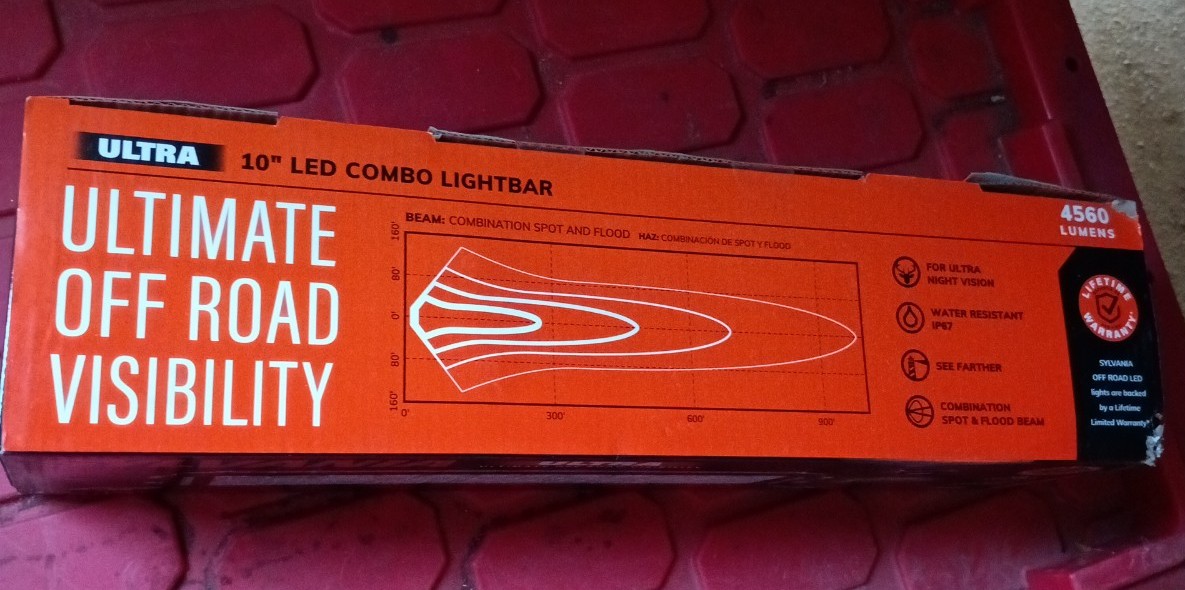 ULTRA
10" LED COMBO LIGHTBAR
ULTIMATE
OFF ROAD
VISIBILITY
BEAM: COMBINATION SPOT AND FLOOD HAZ: COMBINACIÓN DE SPOT Y FLOOD
160'
80'
0'
80'
160'
0' 300' 600' 900'
FOR ULTRA
NIGHT VISION
WATER RESISTANT
IP67
SEE FARTHER
COMBINATION
SPOT & FLOOD BEAM
4560
LUMENS
LIFETIME
WARRANTY
SYLVANIA
OFF ROAD LED
lights are backed
by a Lifetime
Limited Warranty*
ULTRA